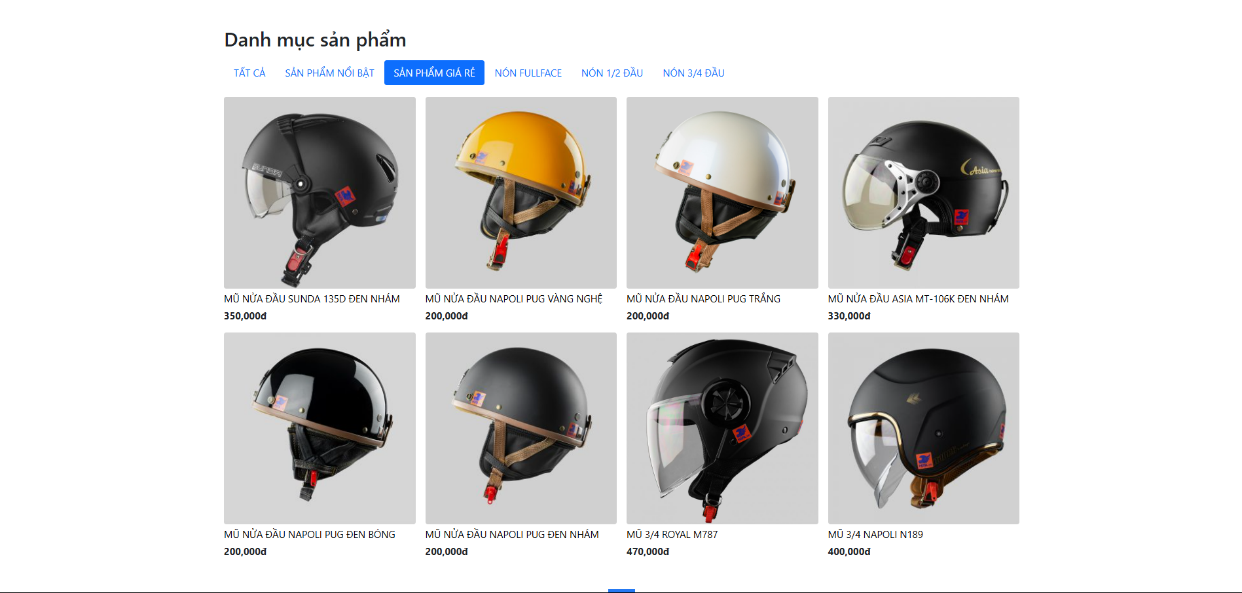 Danh mục sản phẩm
TẤT CẢ SẢN PHẨM NỔI BẬT SẢN PHẨM GIÁ RẺ NÓN FULLFACE NÓN 1/2 ĐẦU NÓN 3/4 ĐẦU
Asia
MŨ NỬA ĐẦU SUNDA 135D ĐEN NHÁM MŨ NỬA ĐẦU NAPOLI PUG VÀNG NGHỆ MŨ NỬA ĐẦU NAPOLI PUG TRẮNG MŨ NỬA ĐẦU ASIA MT-106K ĐEN NHÁM
350,000đ 200,000đ 200,000đ 330,000đ
MŨ NỬA ĐẦU NAPOLI PUG ĐEN BÓNG MŨ NỬA ĐẦU NAPOLI PUG ĐEN NHÁM MŨ 3/4 ROYAL M787 MŨ 3/4 NAPOLI N189
200,000đ 200,000đ 470,000đ 400,000đ